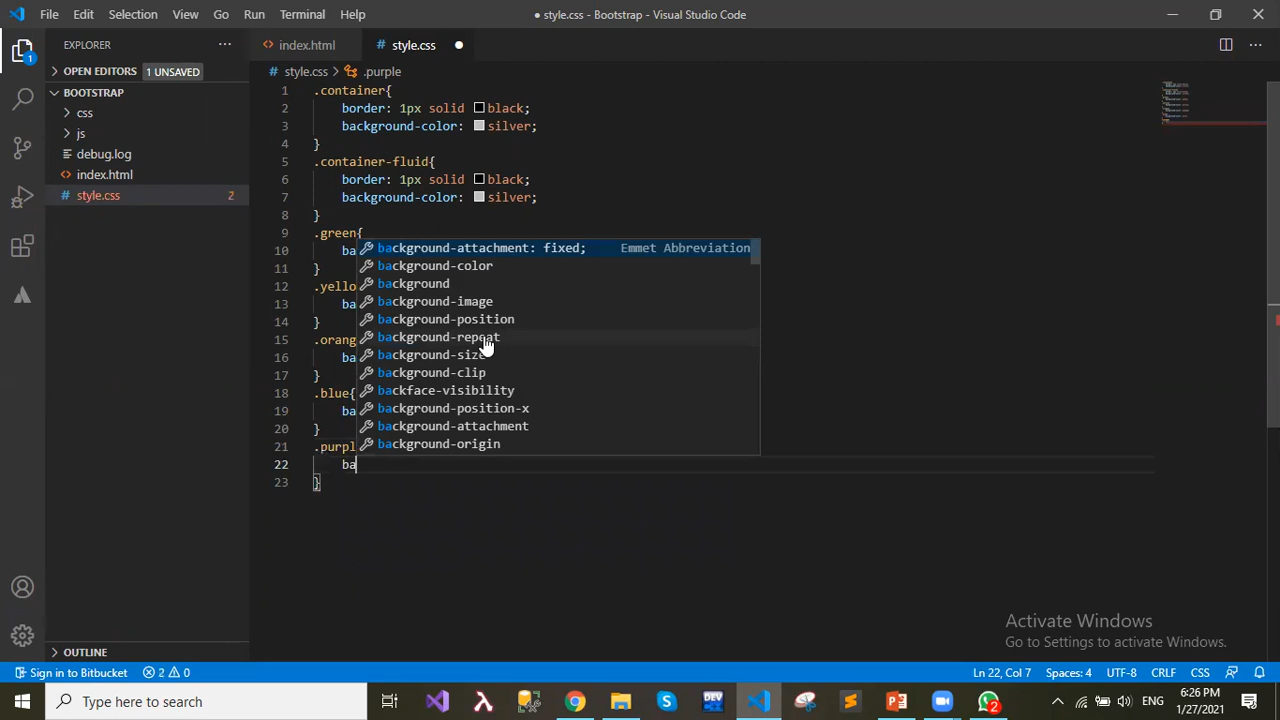 File Edit Selection View Go Run Terminal Help
● style.css - Bootstrap - Visual Studio Code
EXPLORER
index.html
# style.css
OPEN EDITORS 1 UNSAVED
BOOTSTRAP
css
js
debug.log
index.html
# style.css 2
OUTLINE
# style.css > .purple
1 .container{
2 border: 1px solid black;
3 background-color: silver;
4 }
5 .container-fluid{
6 border: 1px solid black;
7 background-color: silver;
8 }
9 .green{
10 ba
11 }
12 .yello
13 ba
14 }
15 .orang
16 ba
17 }
18 .blue{
19 ba
20 }
21 .purpl
22 ba
23 }
background-attachment: fixed; Emmet Abbreviation
background-color
background
background-image
background-position
background-repeat
background-size
background-clip
backface-visibility
background-position-x
background-attachment
background-origin
Activate Windows
Go to Settings to activate Windows.
Sign in to Bitbucket 2 0
Ln 22, Col 7 Spaces: 4 UTF-8 CRLF CSS
Type here to search
DEV
2
ENG
6:26 PM
1/27/2021